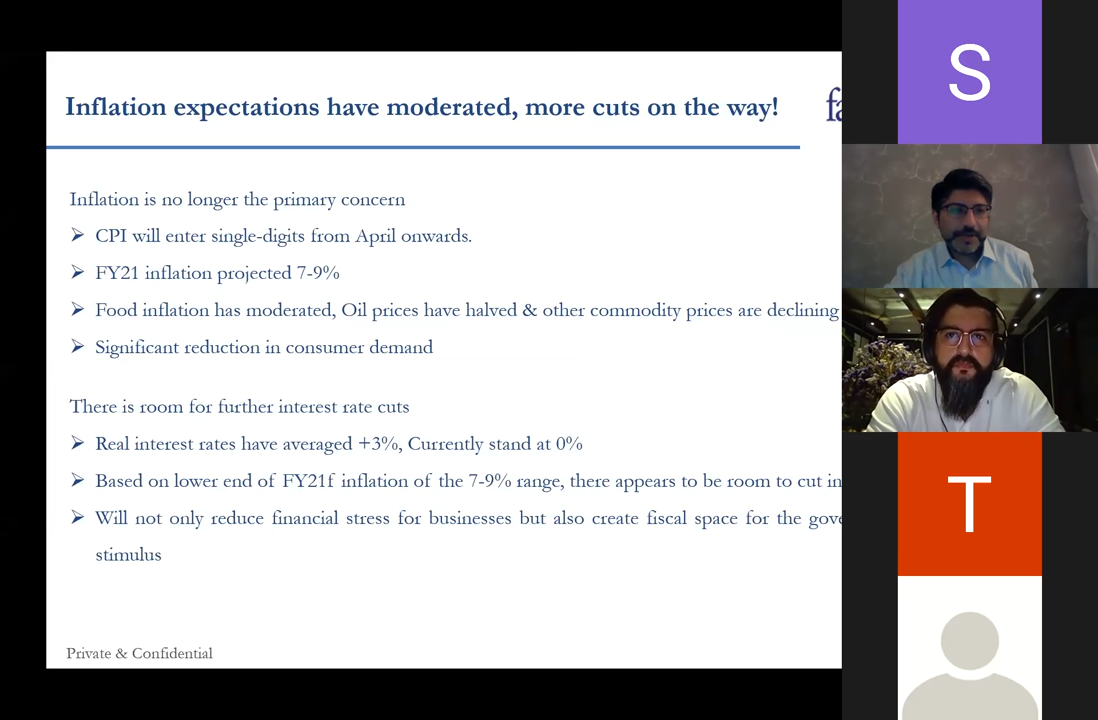 Inflation expectations have moderated, more cuts on the way!
Inflation is no longer the primary concern
CPI will enter single-digits from April onwards.
FY21 inflation projected 7-9%
Food inflation has moderated, Oil prices have halved & other commodity prices are declining
Significant reduction in consumer demand
There is room for further interest rate cuts
Real interest rates have averaged +3%, Currently stand at 0%
Based on lower end of FY21f inflation of the 7-9% range, there appears to be room to cut in
Will not only reduce financial stress for businesses but also create fiscal space for the gove
stimulus
Private & Confidential
S
T